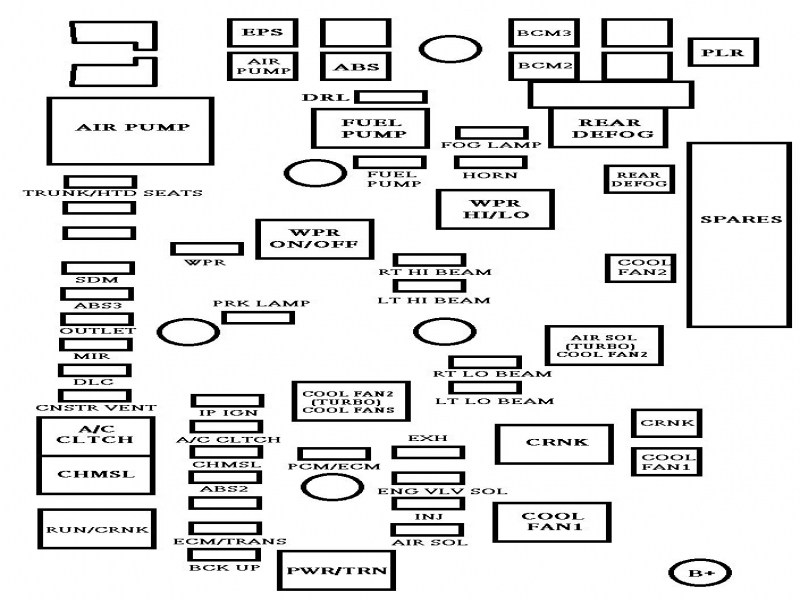 EPS
BCM3
PLR
AIR
PUMP
ABS
BCM2
DRL
AIR PUMP
FUEL
PUMP
REAR
DEFOG
FOG LAMP
FUEL
PUMP
HORN
REAR
DEFOG
TRUNK/HTD SEATS
WPR
HI/LO
SPARES
WPR
ON/OFF
WPR
RT HI BEAM
COOL
FAN2
SDM
LT HI BEAM
ABS3
PRK LAMP
OUTLET
AIR SOL
(TURBO)
COOL FAN2
MIR
RT LO BEAM
DLC
LT LO BEAM
CNSTR VENT
IP IGN
COOL FAN2
(TURBO)
COOL FANS
A/C
CLTCH
A/C CLTCH
EXH
CRNK
CRNK
CHMSL
CHMSL
PCM/ECM
COOL
FAN1
ABS2
ENG VLV SOL
INJ
COOL
FAN1
RUN/CRNK
ECM/TRANS
AIR SOL
BCK UP
PWR/TRN
B+